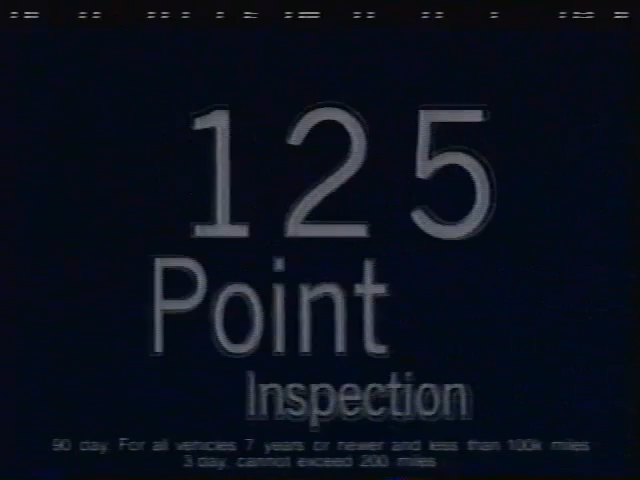 125
Point
Inspection
90 day. For all vehicles 7 years or newer and less than 100k miles
3 day, cannot exceed 200 miles